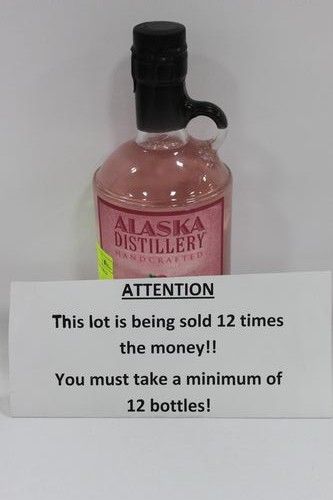 ALASKA
DISTILLERY
HANDCRAFTED
ATTENTION
This lot is being sold 12 times
the money!!
You must take a minimum of
12 bottles!